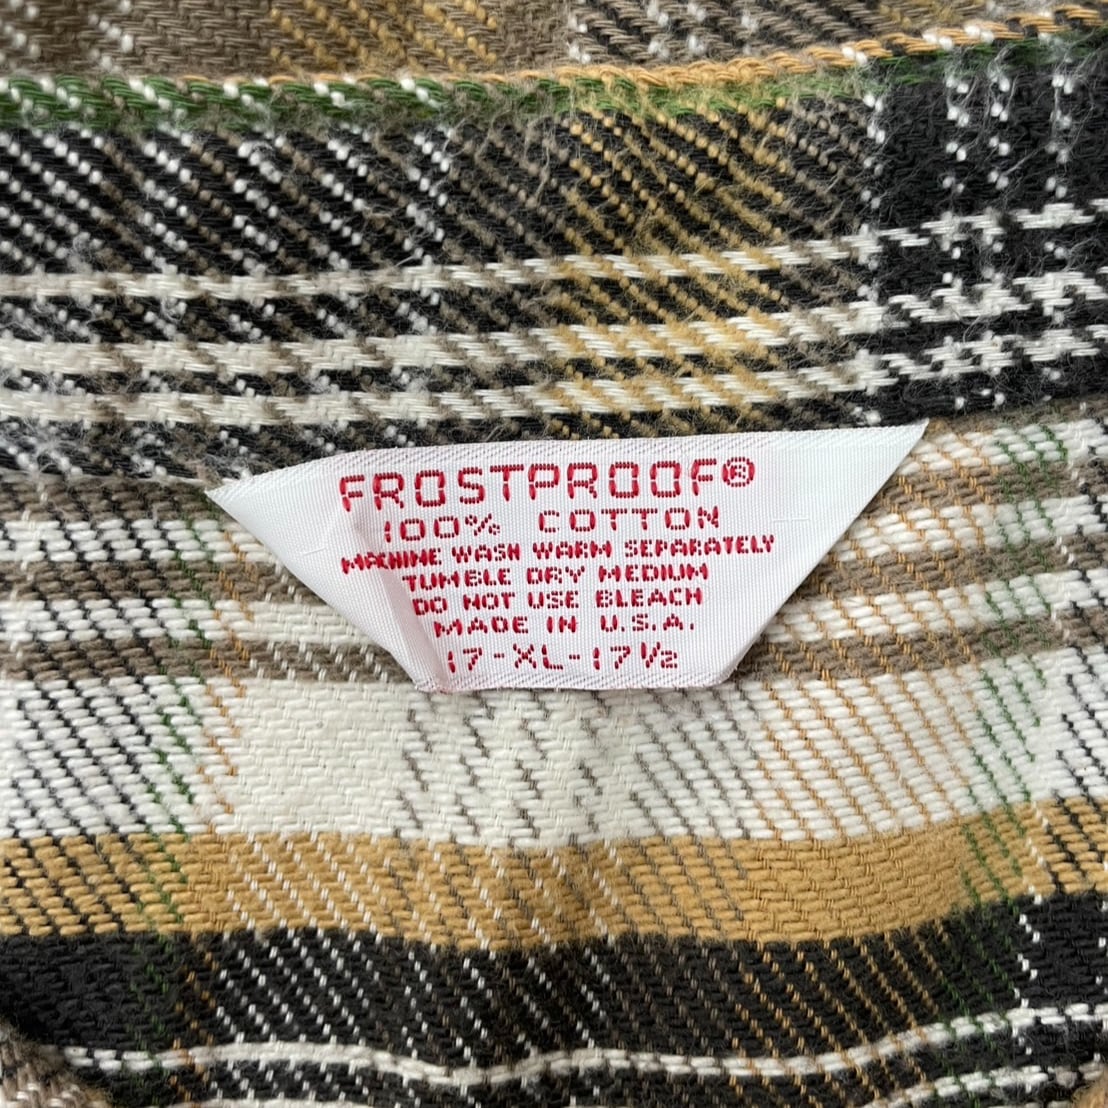 FROSTPROOF®
100% COTTON
MACHINE WASH WARM SEPARATELY
TUMBLE DRY MEDIUM
DO NOT USE BLEACH
MADE IN U.S.A.
17-XL-17½